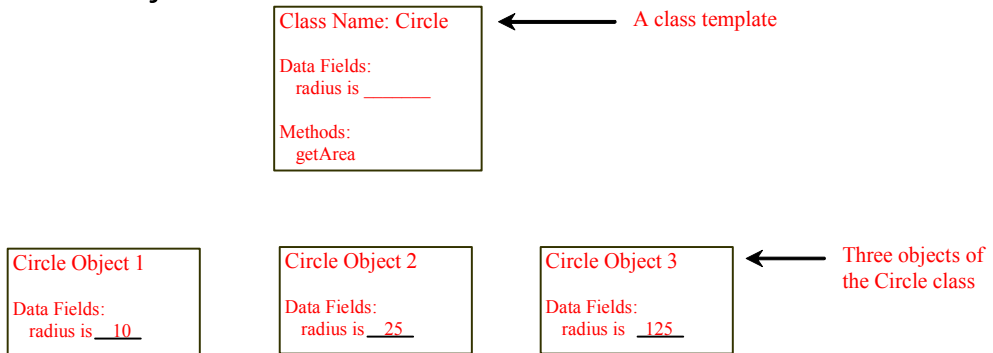 Class Name: Circle
A class template
Data Fields:
radius is _______
Methods:
getArea
Circle Object 1
Data Fields:
radius is 10
Circle Object 2
Data Fields:
radius is 25
Circle Object 3
Data Fields:
radius is 125
Three objects of
the Circle class